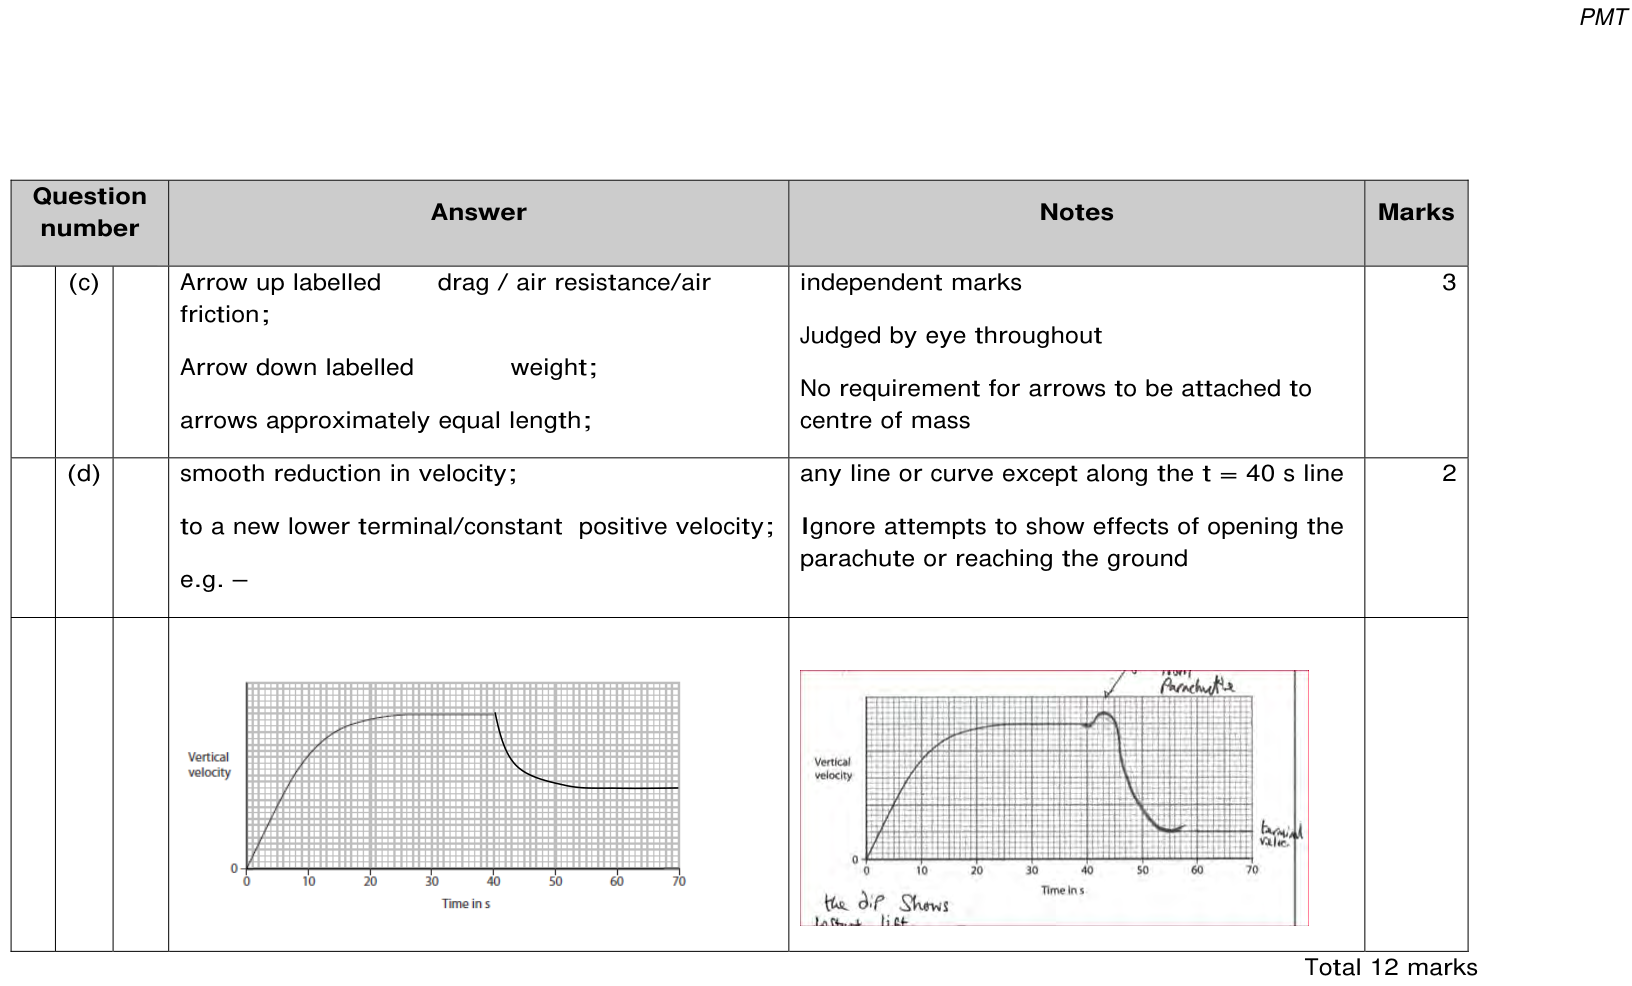 PMT
Question
number
Answer
Notes
Marks
(c)
Arrow up labelled drag / air resistance/air
friction;
Arrow down labelled weight;
arrows approximately equal length;
independent marks
Judged by eye throughout
No requirement for arrows to be attached to
centre of mass
3
(d)
smooth reduction in velocity;
to a new lower terminal/constant positive velocity;
e.g. –
any line or curve except along the t = 40 s line
Ignore attempts to show effects of opening the
parachute or reaching the ground
2
Vertical
velocity
0
0 10 20 30 40 50 60 70
Time in s
from
Parachute
Vertical
velocity
0
0 10 20 30 40 50 60 70
Time in s
terminal
the dip shows
instant lift
Total 12 marks